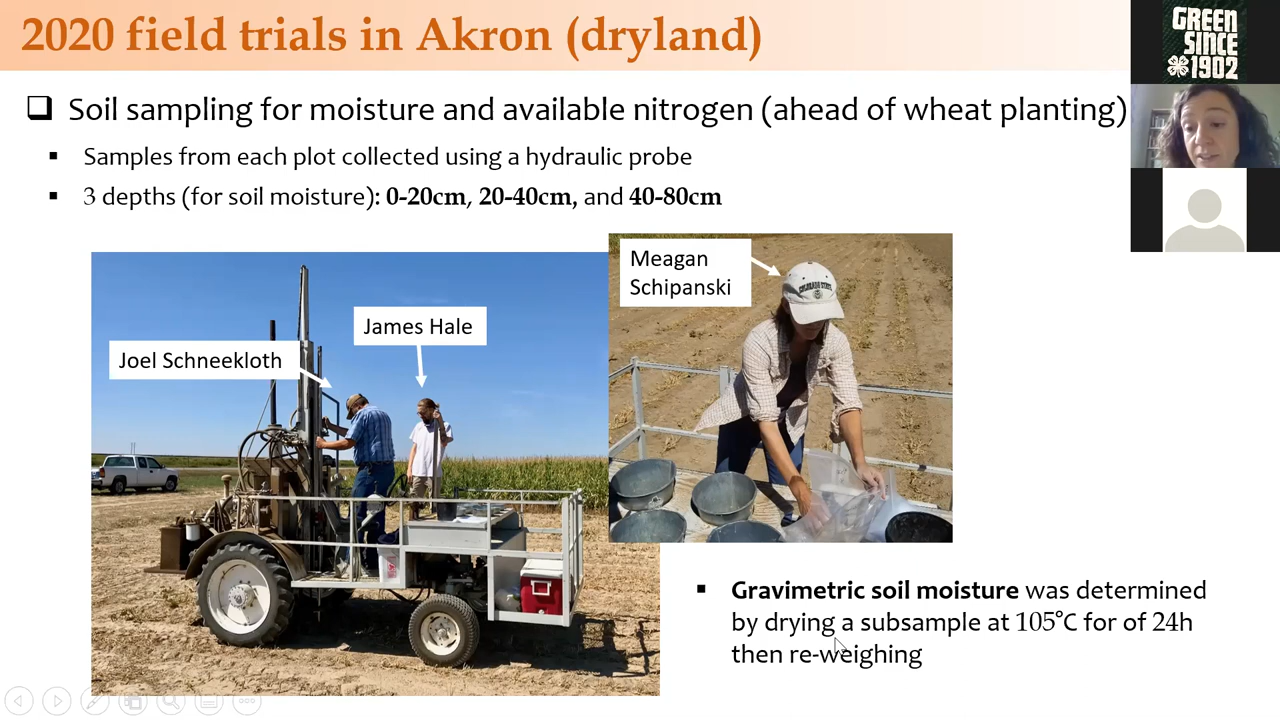 2020 field trials in Akron (dryland)
GREEN
SINCE
1902
❑ Soil sampling for moisture and available nitrogen (ahead of wheat planting)
▪ Samples from each plot collected using a hydraulic probe
▪ 3 depths (for soil moisture): 0-20cm, 20-40cm, and 40-80cm
Meagan
Schipanski
COLORADO STATE
James Hale
Joel Schneekloth
▪ Gravimetric soil moisture was determined
by drying a subsample at 105°C for of 24h
then re-weighing